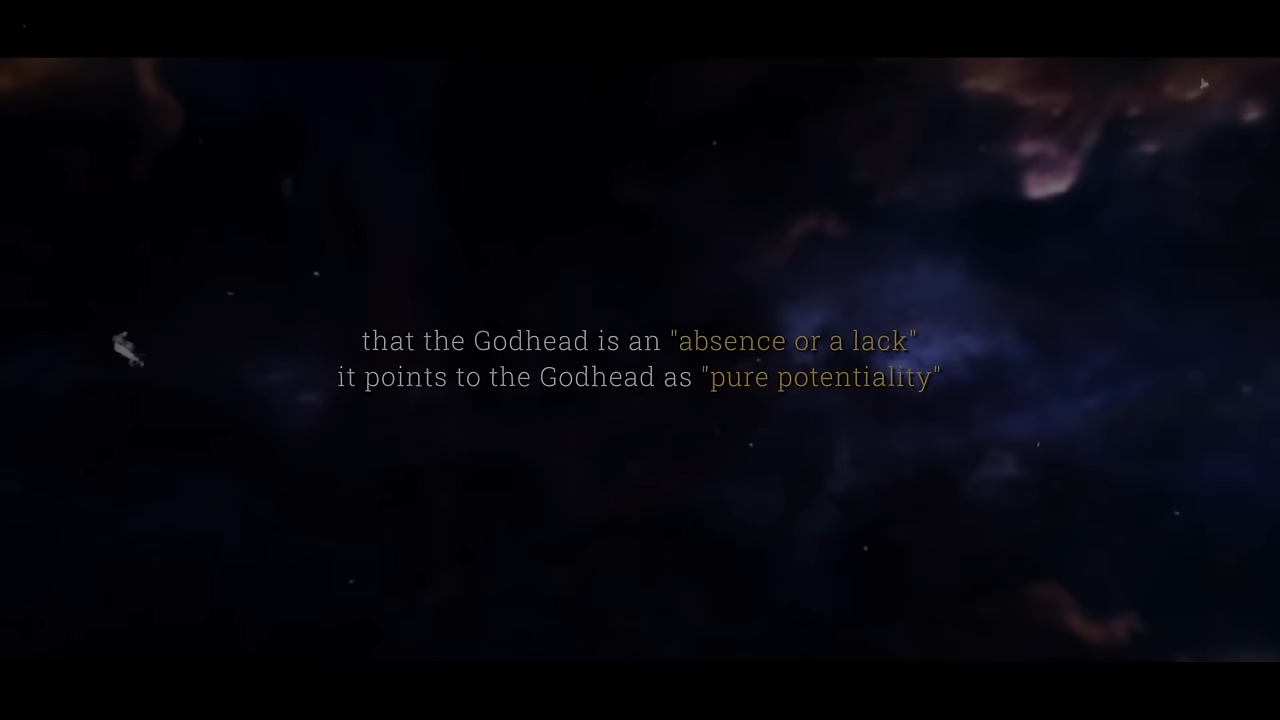 that the Godhead is an "absence or a lack"
it points to the Godhead as "pure potentiality"